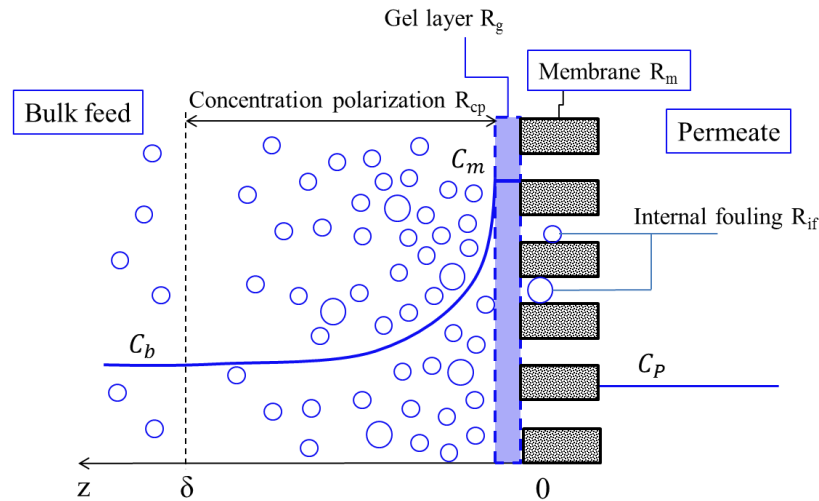 Gel layer R_g
Membrane R_m
Bulk feed
Concentration polarization R_cp
Permeate
C_m
Internal fouling R_if
C_b
C_P
z
δ
0